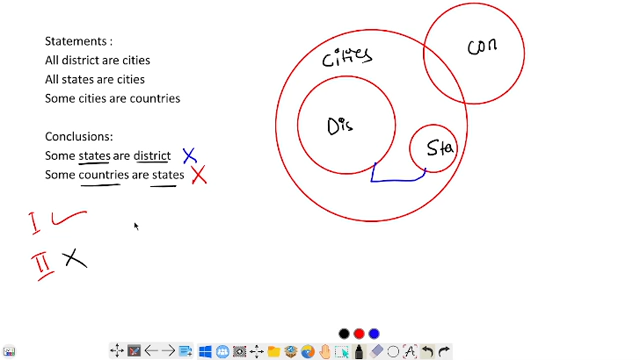 Statements :
All district are cities
All states are cities
Some cities are countries
Conclusions:
Some states are district
Some countries are states
I
II
Cities
Dis
Sta
con